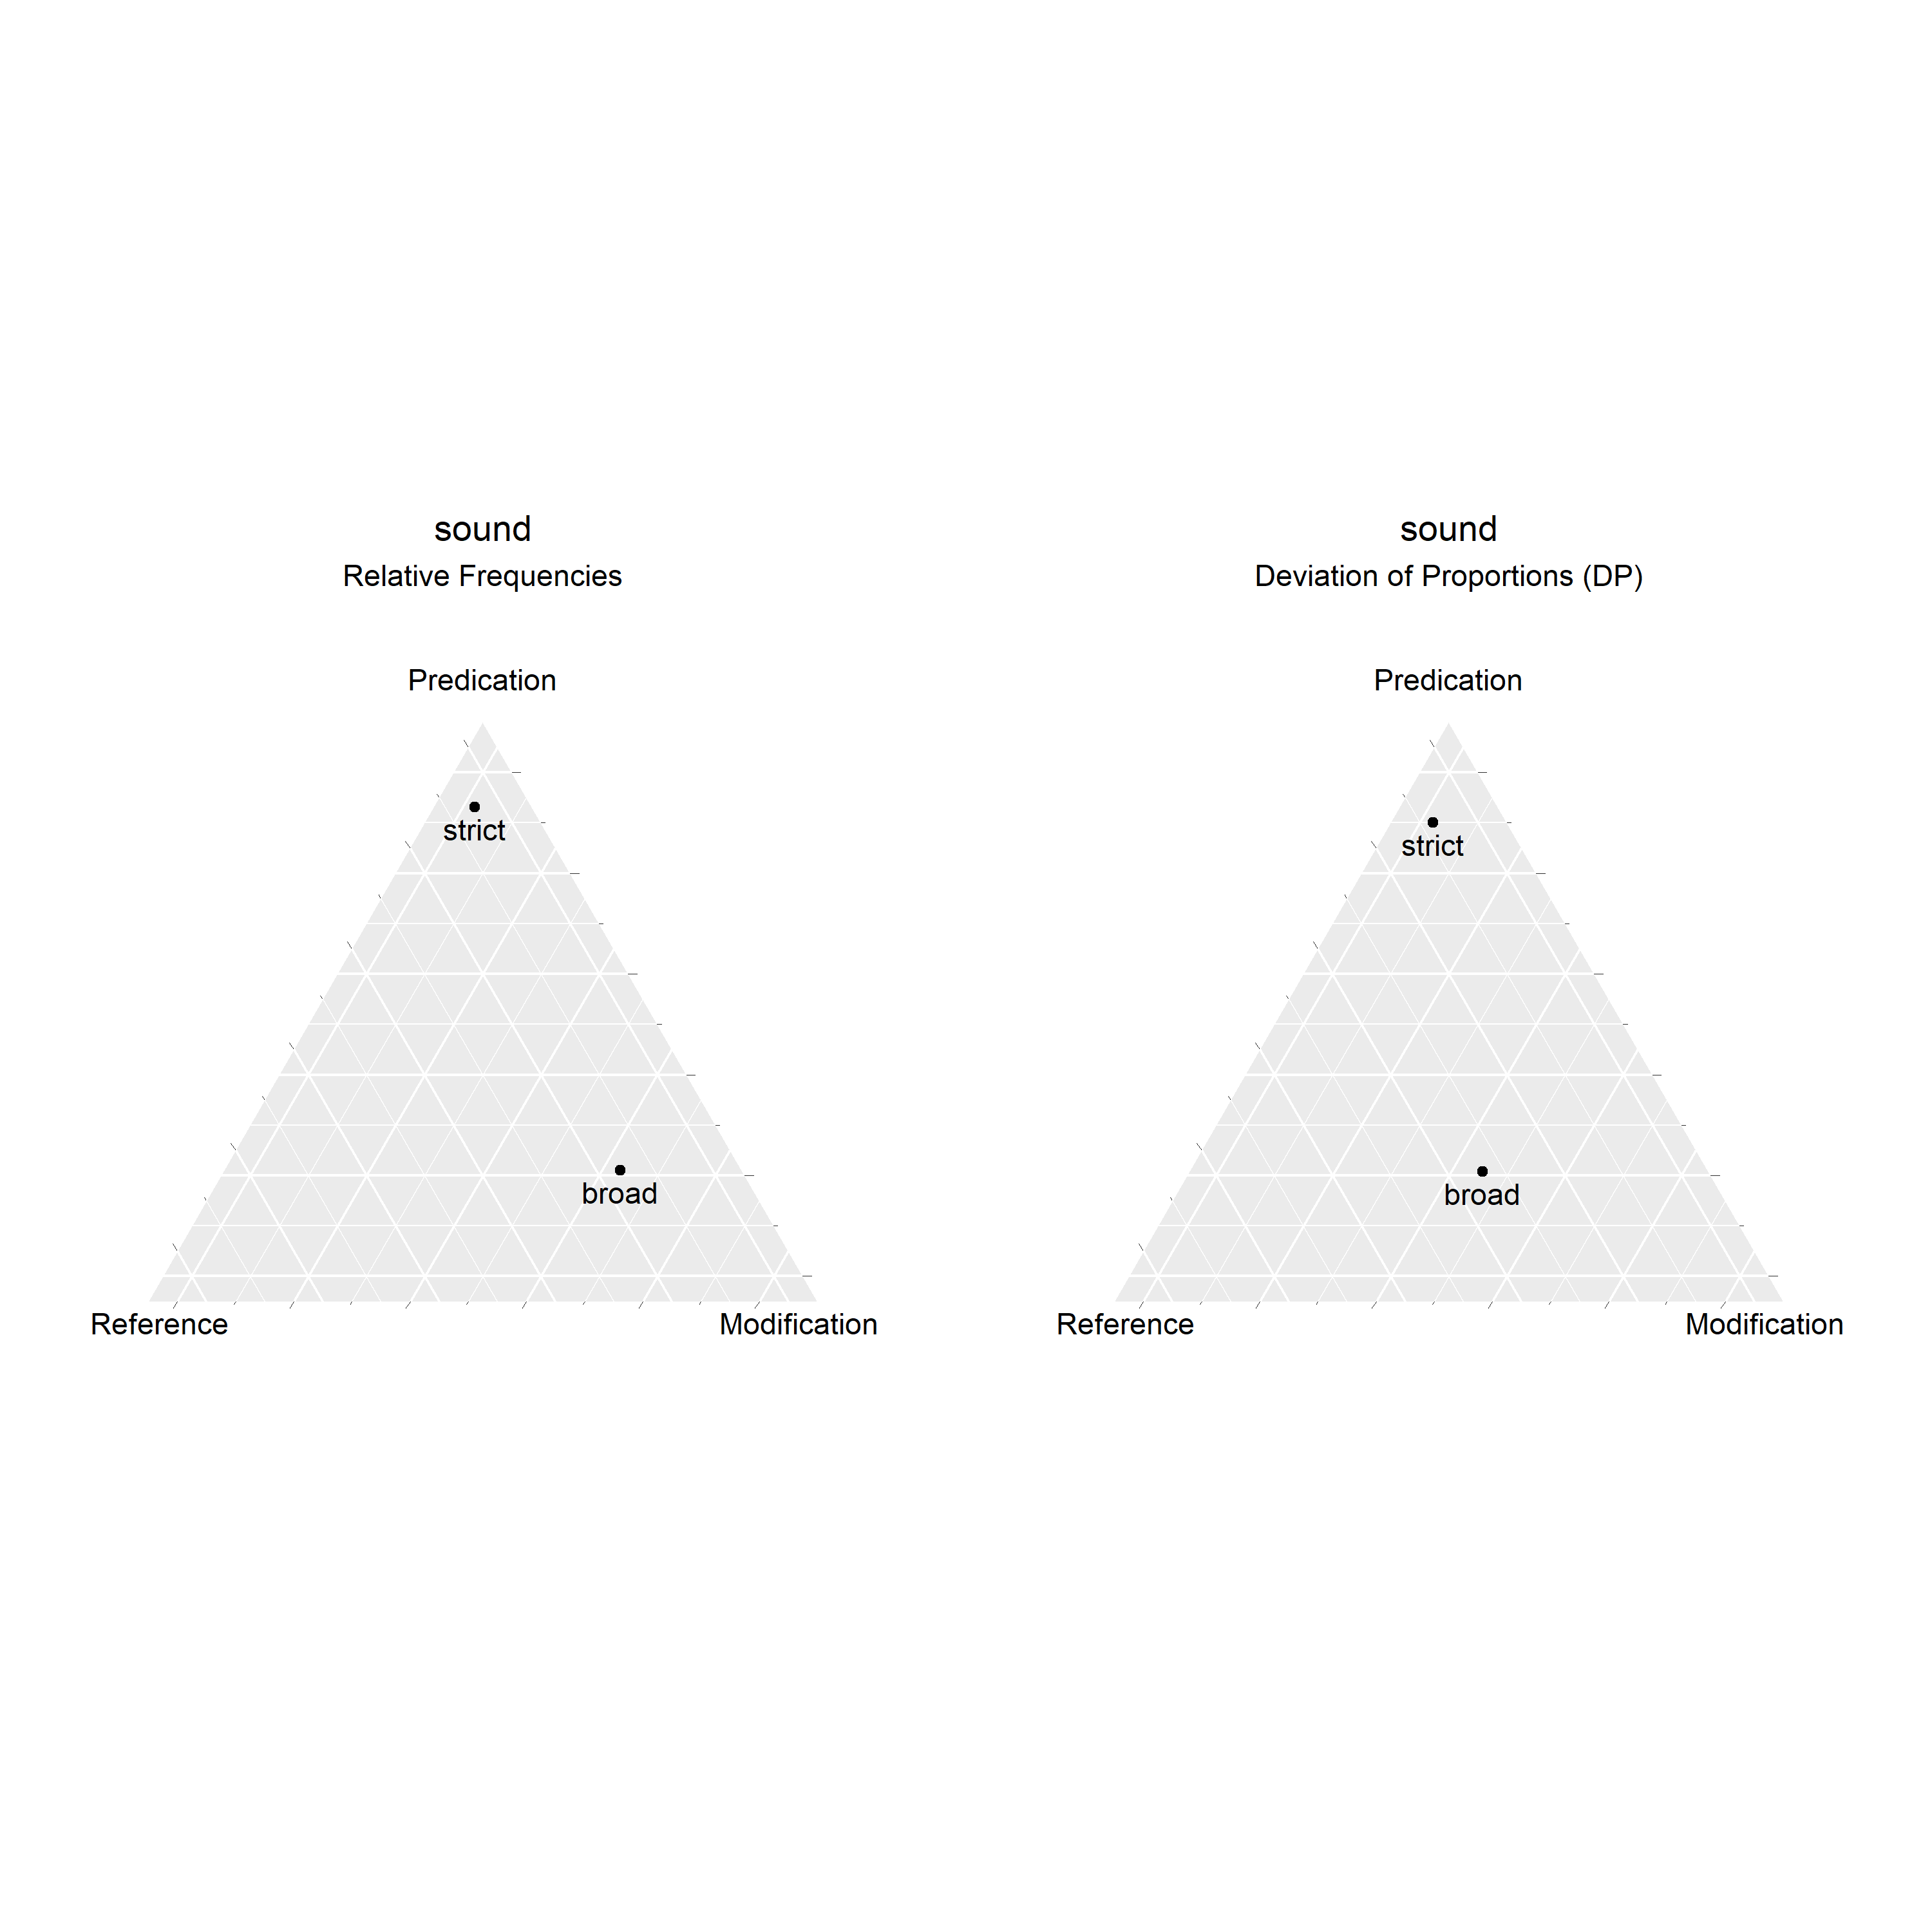 sound
Relative Frequencies
Predication
strict
broad
Reference
Modification
sound
Deviation of Proportions (DP)
Predication
strict
broad
Reference
Modification